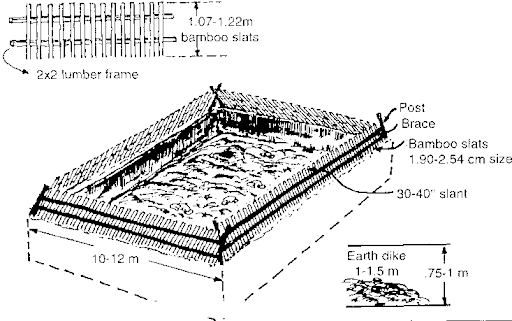 1.07-1.22m
bamboo slats
2x2 lumber frame
Post
Brace
Bamboo slats
1.90-2.54 cm size
30-40° slant
10-12 m
Earth dike
1-1.5 m
.75-1 m